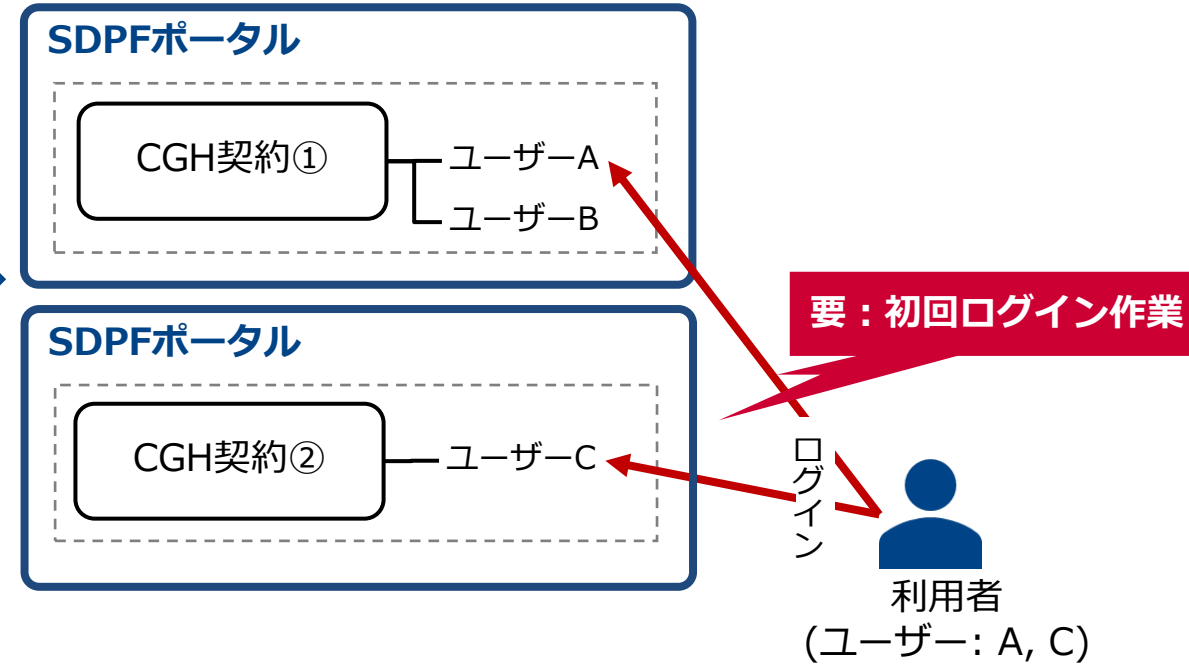 SDPFポータル
CGH契約①
ユーザーA
ユーザーB
要：初回ログイン作業
SDPFポータル
CGH契約②
ユーザーC
ログイン
利用者
(ユーザー: A, C)